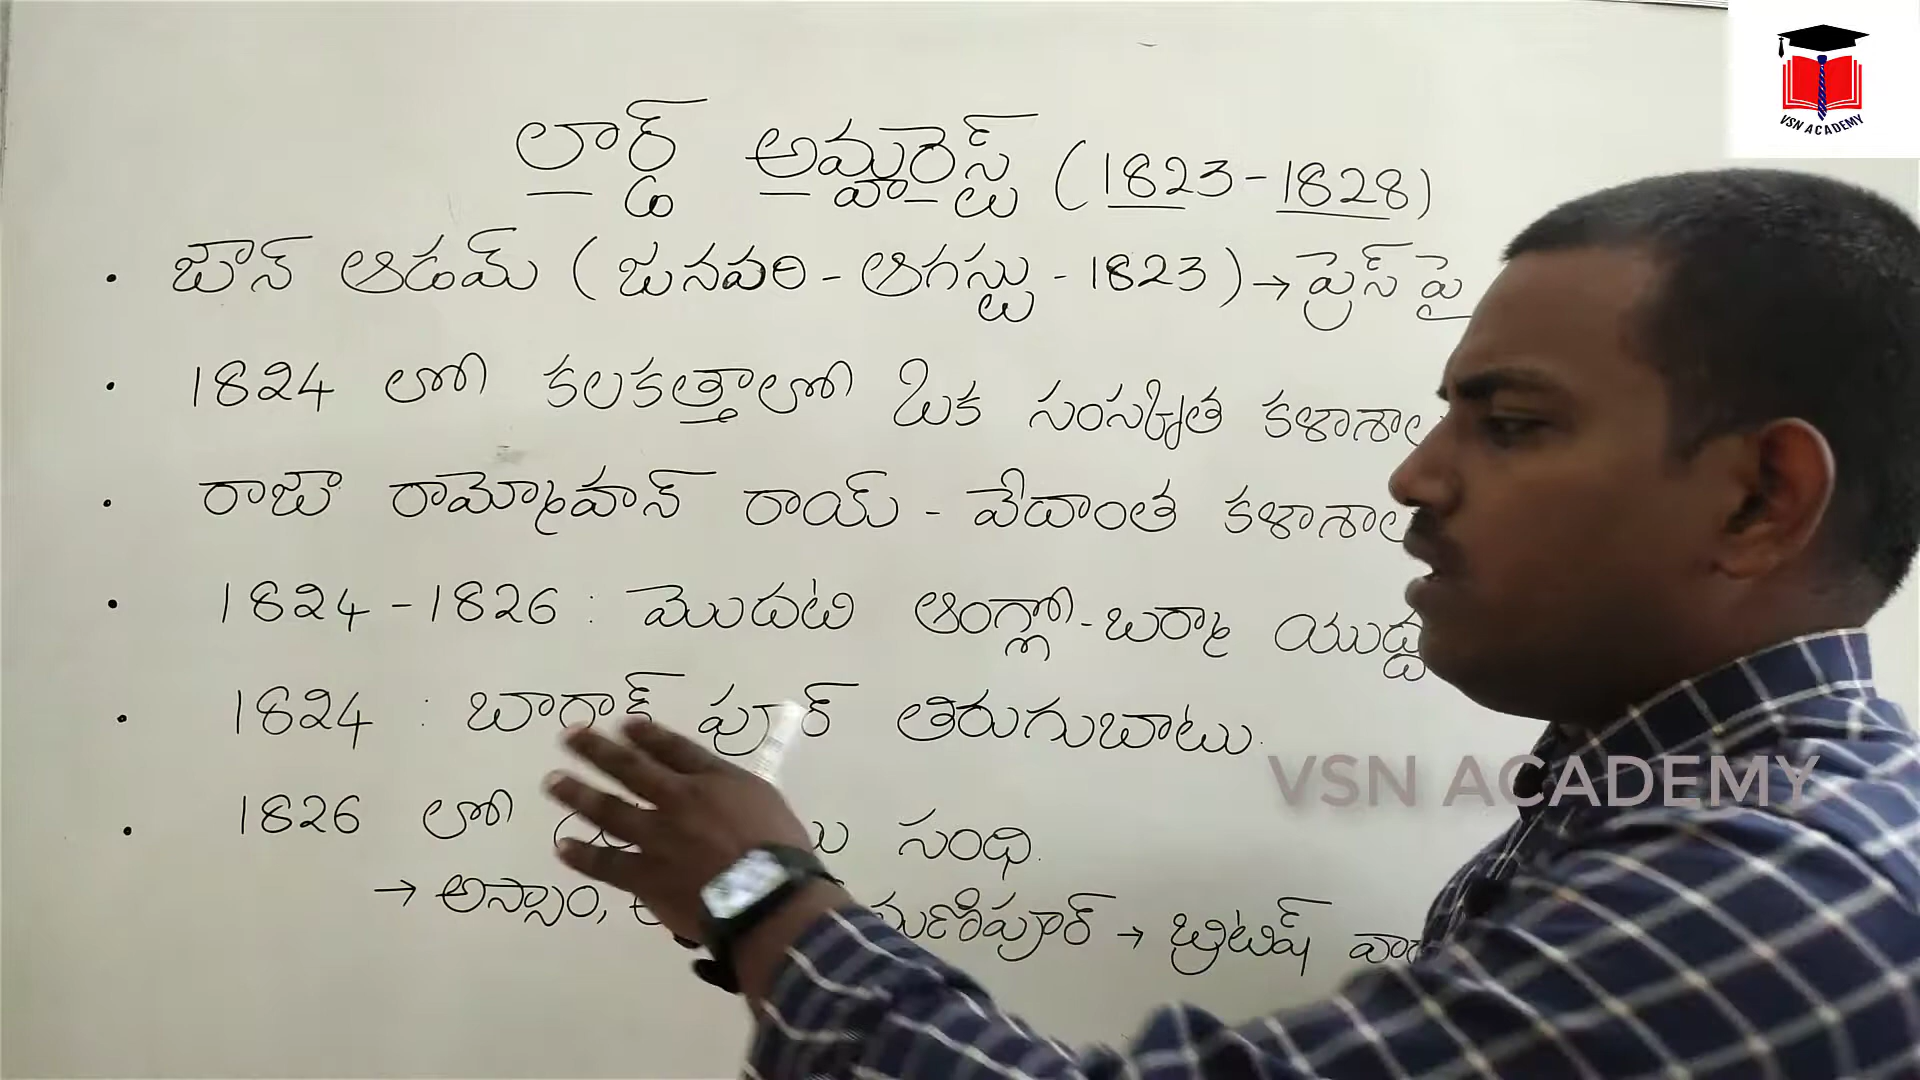 VSN ACADEMY
లార్డ్ అమ్హరెస్ట్ (1823-1828)
• జాన్ ఆడమ్ (జనవరి - ఆగస్టు - 1823) → ప్రెస్ పై
• 1824 లో కలకత్తాలో ఒక సంస్కృత కళాశాల
• రాజా రామ్మోహన్ రాయ్ - వేదాంత కళాశాల
• 1824-1826 : మొదటి ఆంగ్లో-బర్మా యుద్ధ
• 1824 : బారాక్ పూర్ తిరుగుబాటు.
VSN ACADEMY
• 1826 లో సంధి.
→ అస్సాం, మణిపూర్ → బ్రిటిష్